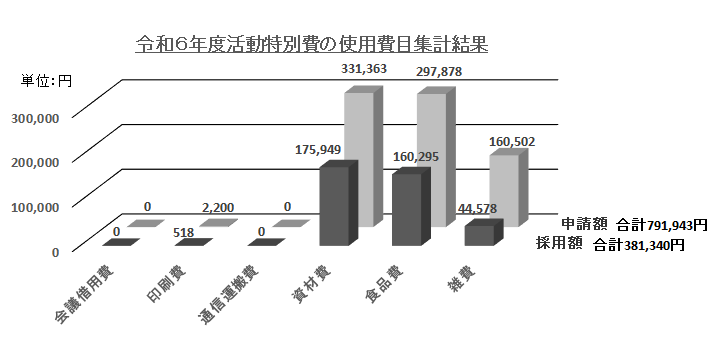 令和６年度活動特別費の使用費目集計結果
単位:円
331,363
297,878
300,000
175,949
160,295
160,502
200,000
100,000
0
2,200
0
44,578
0
518
0
0
申請額 合計791,943円
採用額 合計381,340円
会議借用費
印刷費
通信運搬費
資材費
食品費
雑費